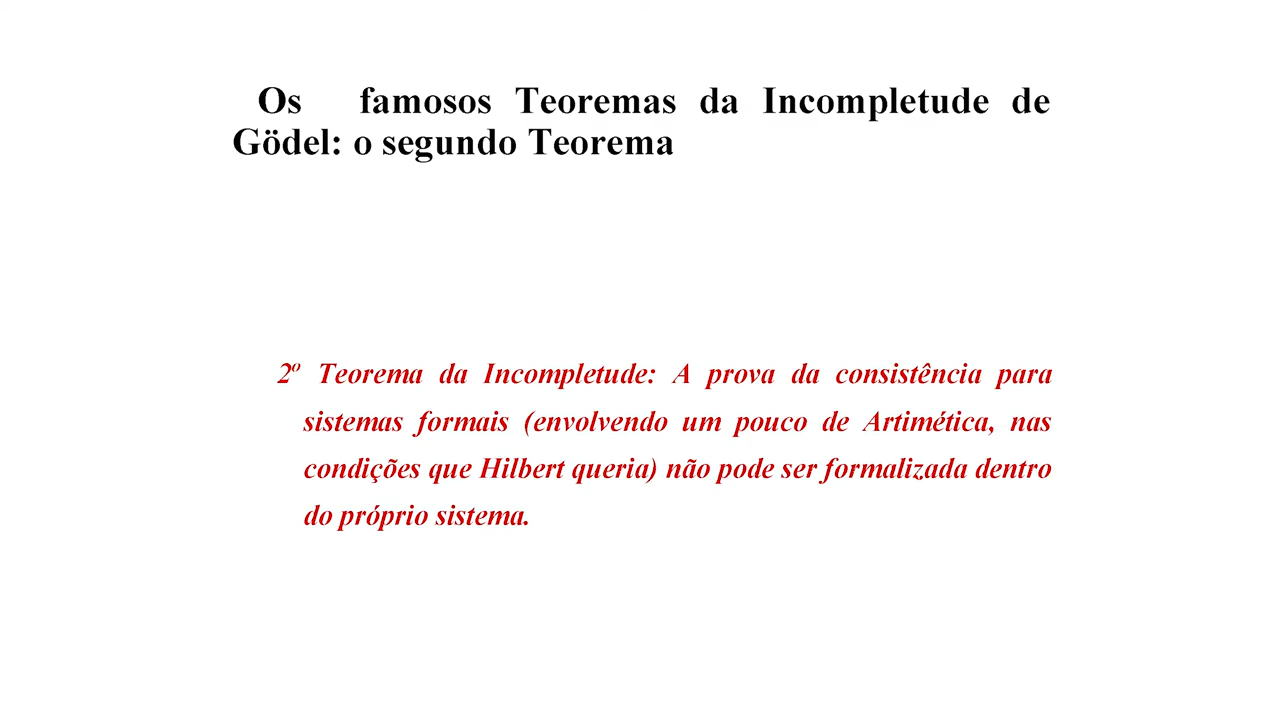 Os famosos Teoremas da Incompletude de
Gödel: o segundo Teorema
2º Teorema da Incompletude: A prova da consistência para
sistemas formais (envolvendo um pouco de Artimética, nas
condições que Hilbert queria) não pode ser formalizada dentro
do próprio sistema.